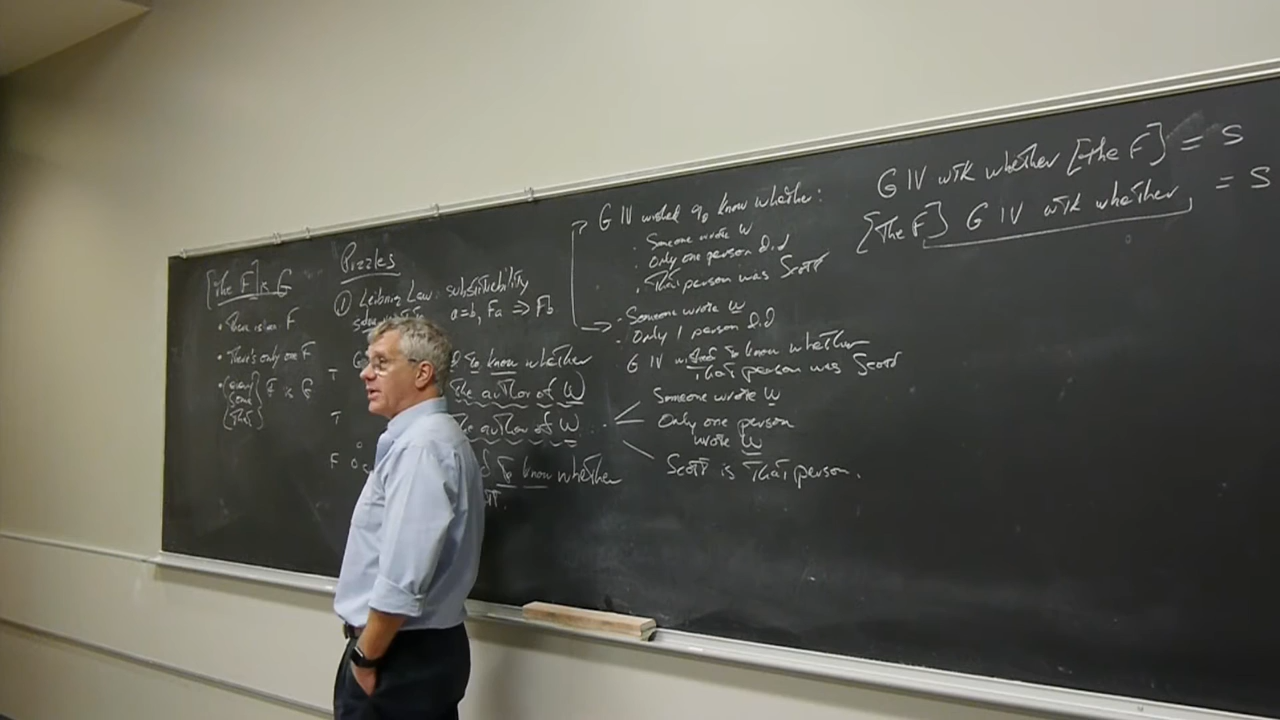 [the F] is G
• There is an F
• There's only one F
• {every some that} F is G
Puzzles
① Leibniz Law: substitutability
a=b, Fa ⇒ Fb
T
to know whether
the author of W
T
the author of W
F
to know whether
G IV wished to know whether:
• Someone wrote W
• Only one person did
• That person was Scott
• Someone wrote W
• Only 1 person did
G IV wished to know whether
that person was Scott
Someone wrote W
Only one person
wrote W
Scott is that person.
G IV wtk whether [the F] = S
[the F] G IV wtk whether = S